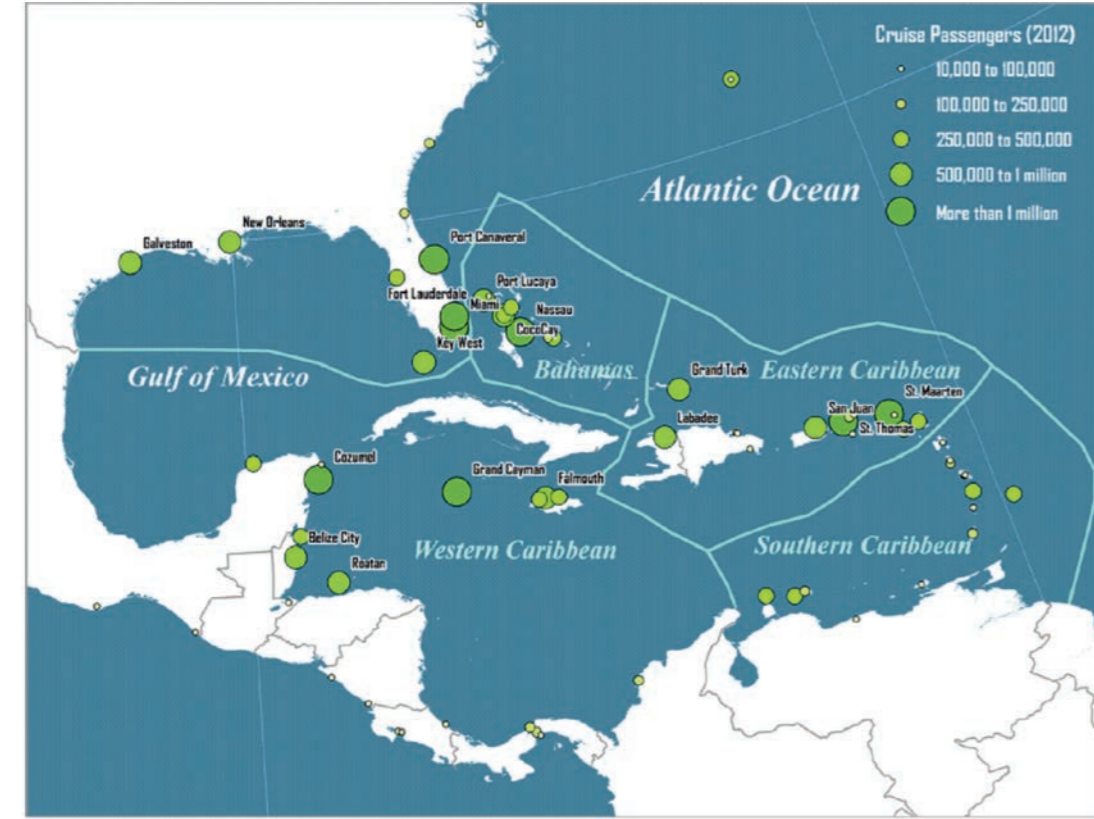 Cruise Passengers (2012)
10,000 to 100,000
100,000 to 250,000
250,000 to 500,000
500,000 to 1 million
More than 1 million
Atlantic Ocean
New Orleans
Galveston
Port Canaveral
Port Lucaya
Fort Lauderdale
Miami
Nassau
CocoCay
Key West
Gulf of Mexico
Bahamas
Grand Turk
Eastern Caribbean
St. Maarten
San Juan
St. Thomas
Labadee
Cozumel
Grand Cayman
Falmouth
Belize City
Western Caribbean
Southern Caribbean
Roatan